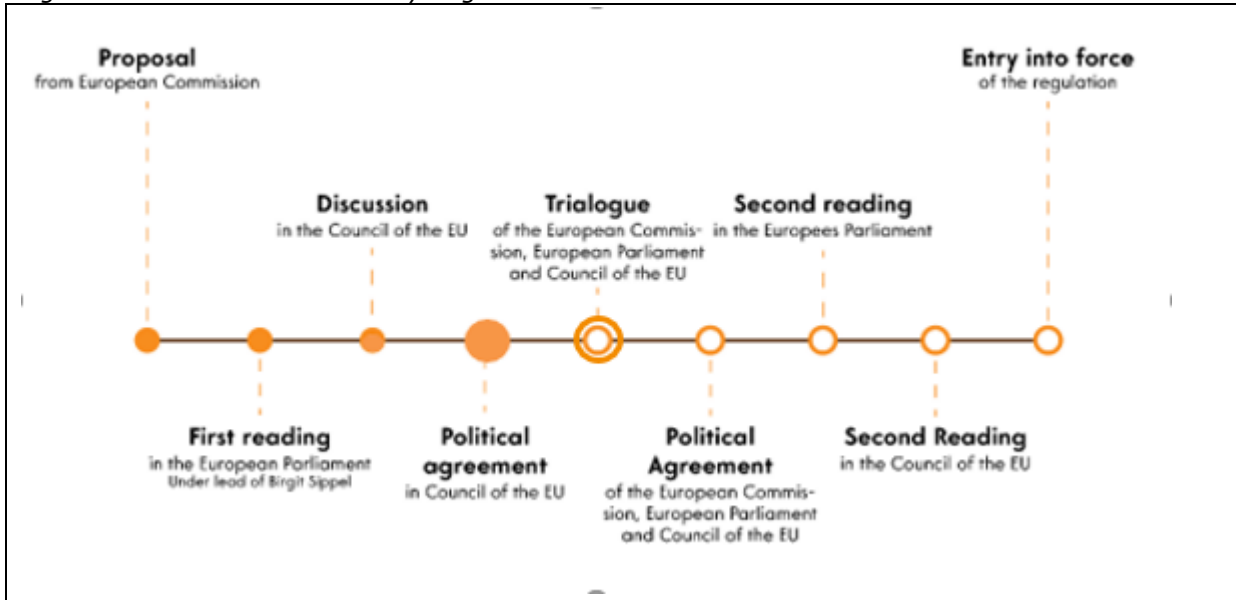 Proposal
from European Commission
Entry into force
of the regulation
Discussion
in the Council of the EU
Trialogue
of the European Commis-
sion, European Parliament
and Council of the EU
Second reading
in the Europees Parliament
First reading
in the European Parliament
Under lead of Birgit Sippel
Political
agreement
in Council of the EU
Political
Agreement
of the European Commis-
sion, European Parliament
and Council of the EU
Second Reading
in the Council of the EU